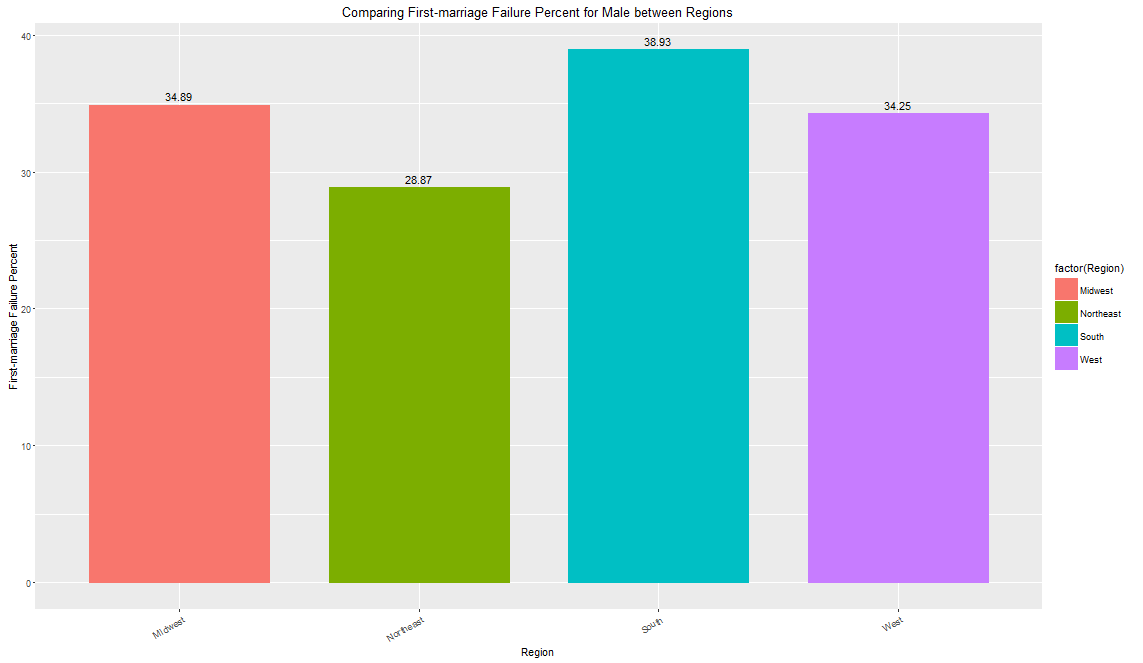 Comparing First-marriage Failure Percent for Male between Regions
First-marriage Failure Percent
40
30
20
10
0
34.89
28.87
38.93
34.25
Midwest
Northeast
South
West
Region
factor(Region)
Midwest
Northeast
South
West